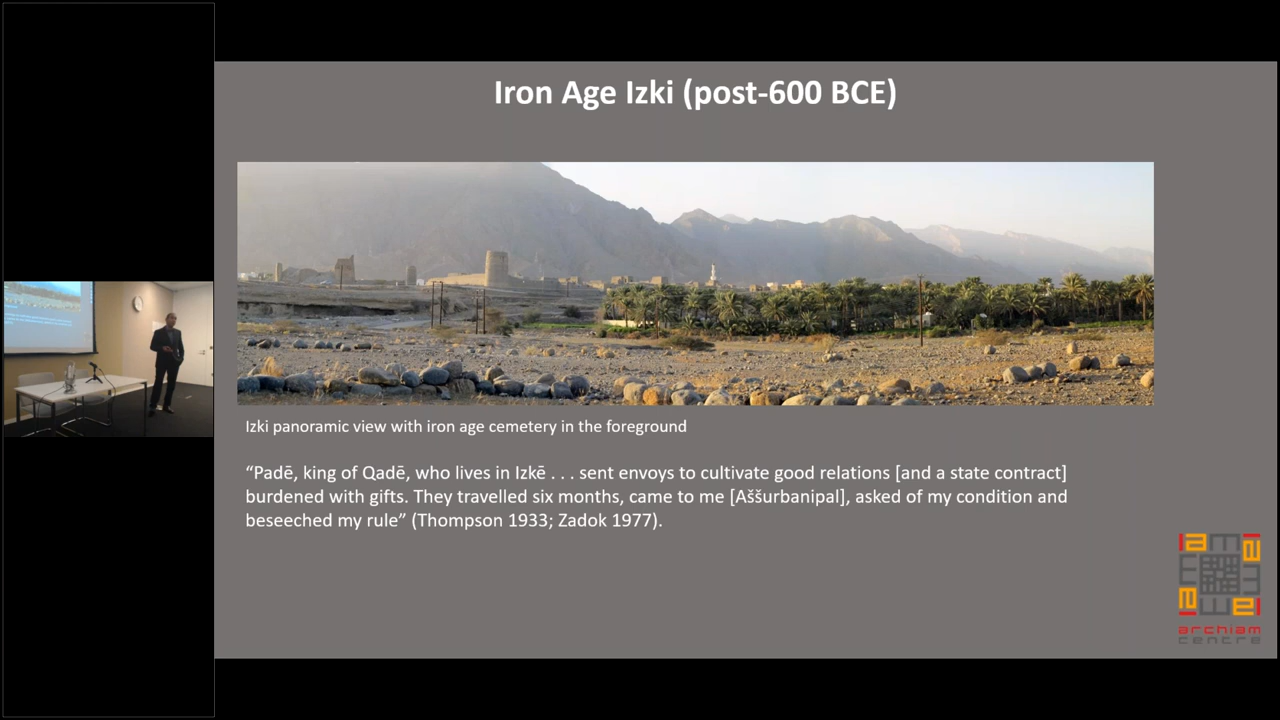 Iron Age Izki (post-600 BCE)
Izki panoramic view with iron age cemetery in the foreground
“Padē, king of Qadē, who lives in Izkē . . . sent envoys to cultivate good relations [and a state contract]
burdened with gifts. They travelled six months, came to me [Aššurbanipal], asked of my condition and
beseeched my rule” (Thompson 1933; Zadok 1977).
archiam
centre